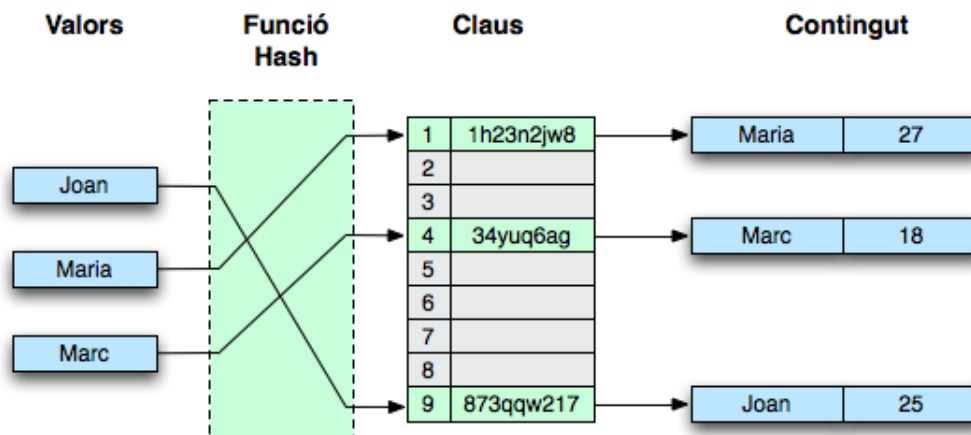 Valors Funció Hash Claus Contingut
Joan
Maria
Marc
1 1h23n2jw8
2
3
4 34yuq6ag
5
6
7
8
9 873qqw217
Maria 27
Marc 18
Joan 25